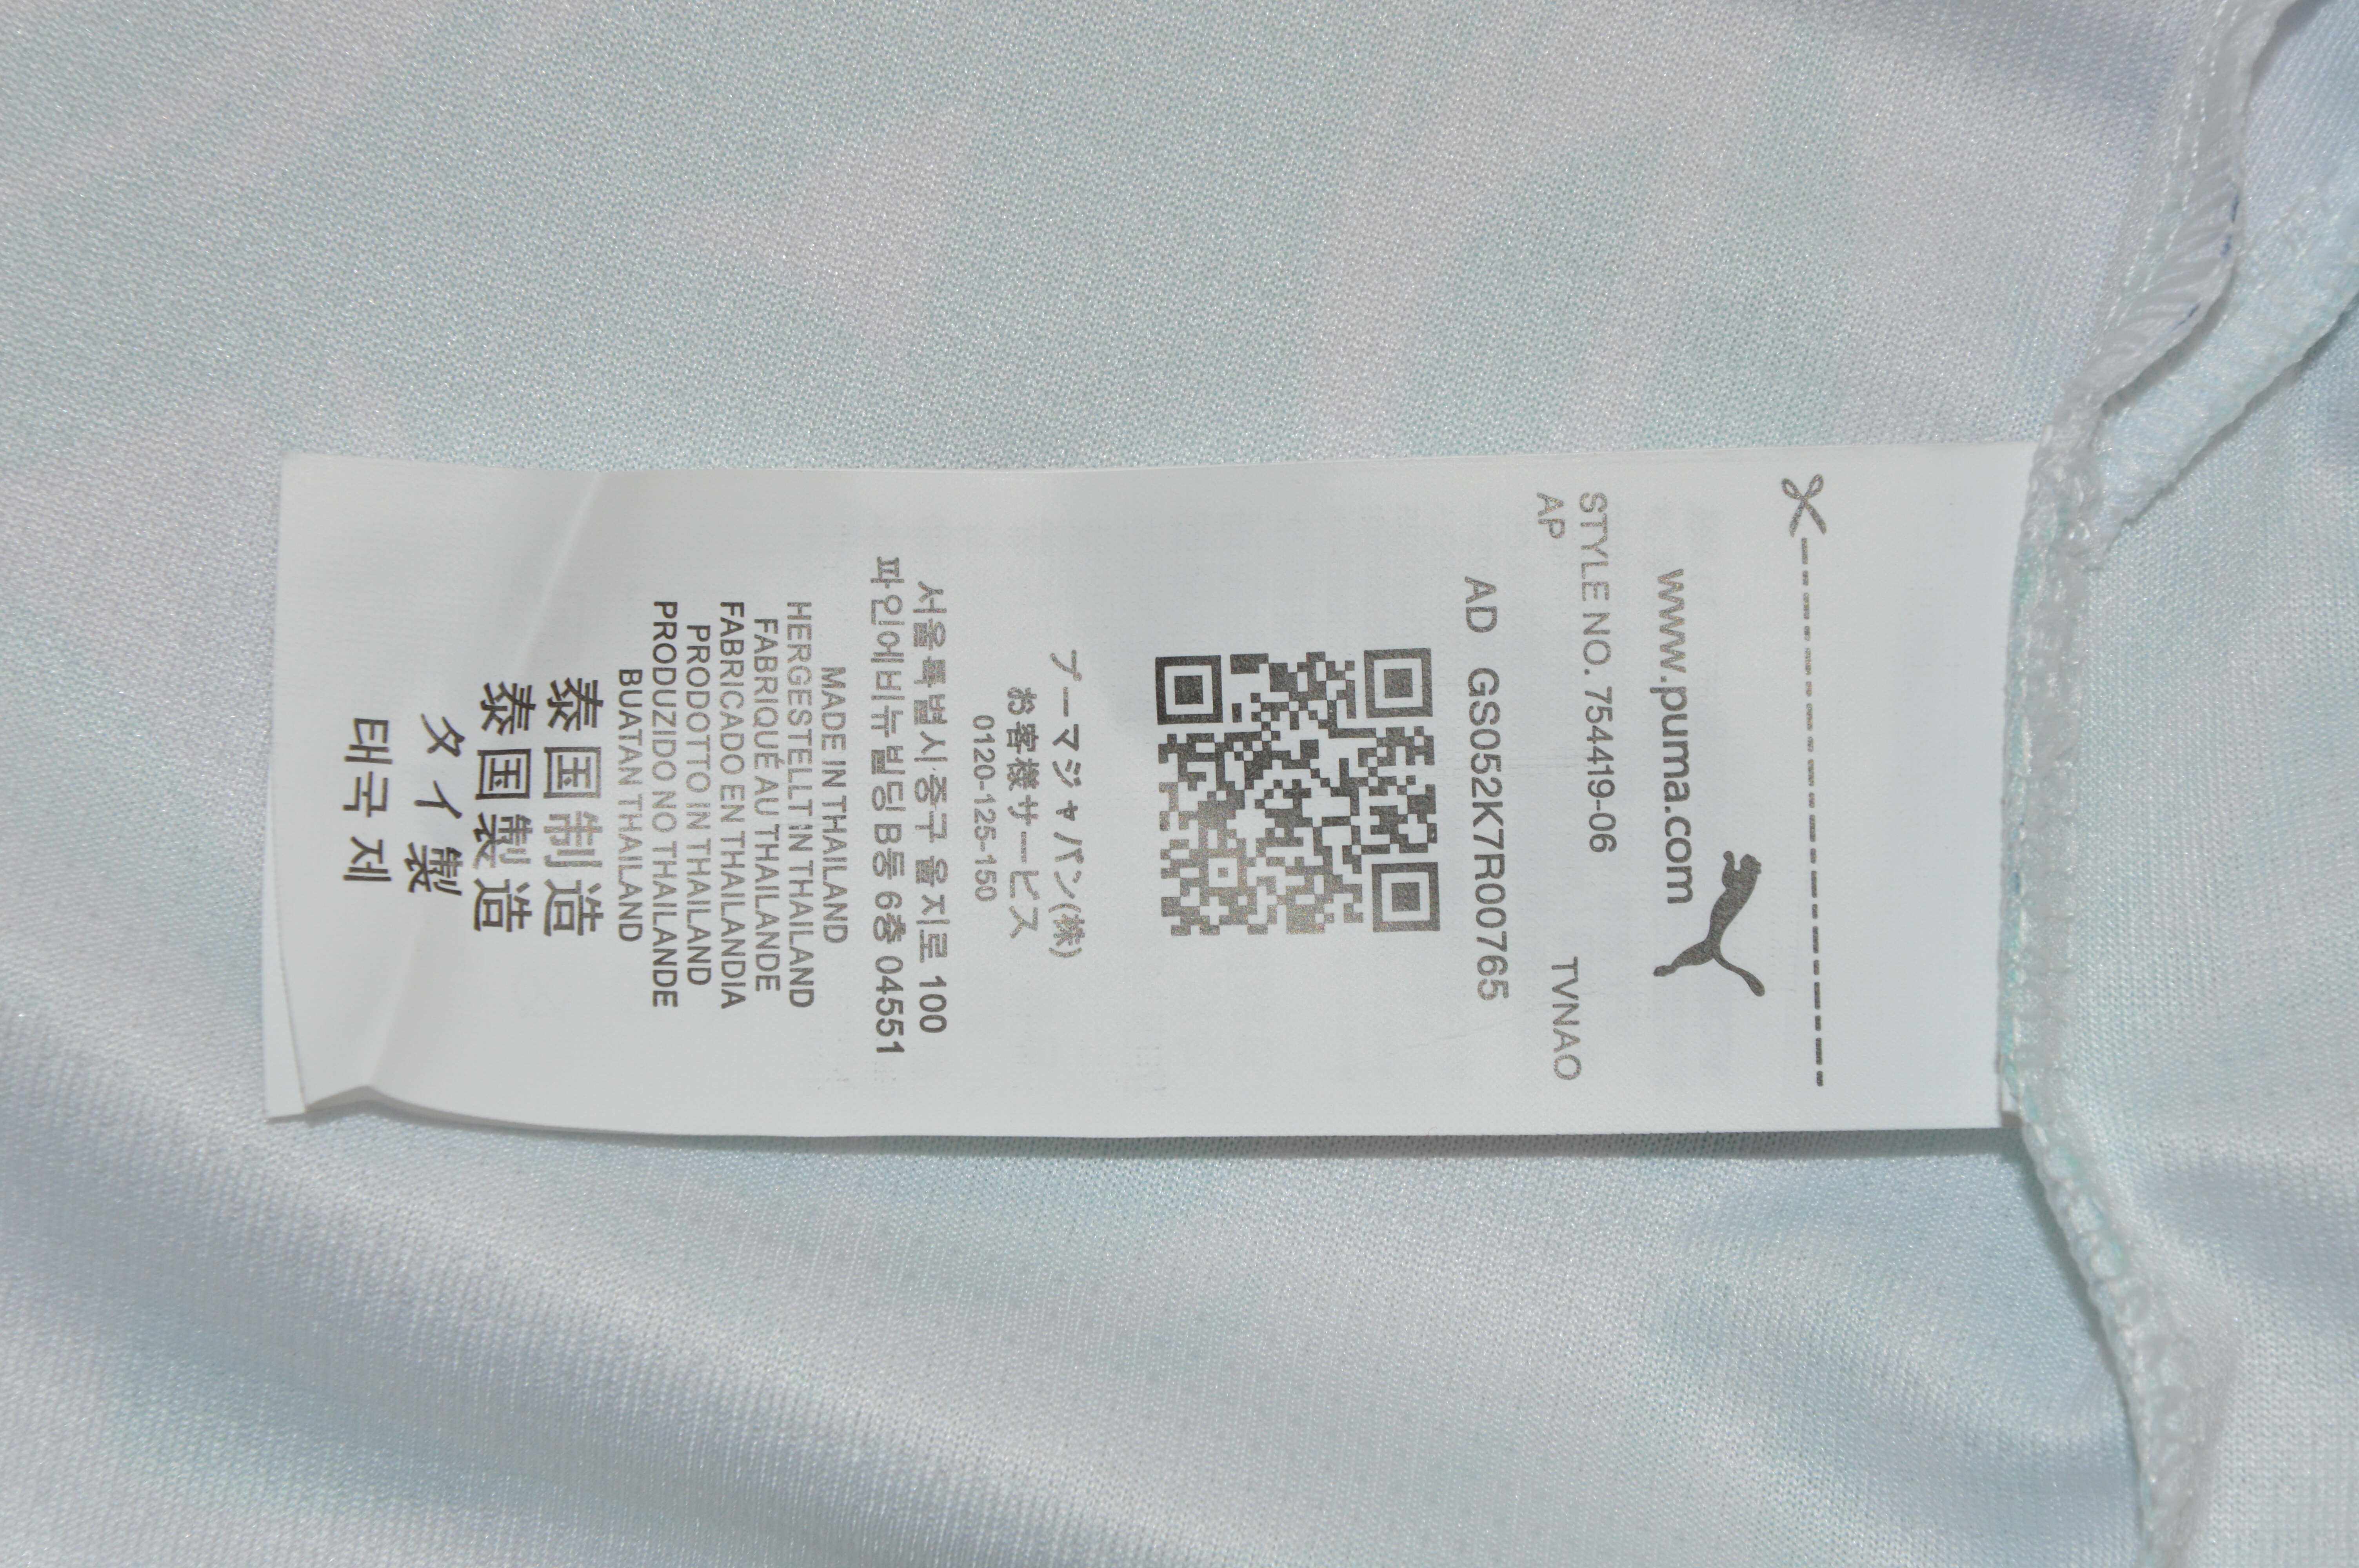 www.puma.com
STYLE NO. 754419-06
AP TVNAO
AD GS052K7R00765
プーマジャパン(株)
お客様サービス
0120-125-150
서울특별시중구 을지로 100
파인에비뉴빌딩B동 6층 04551
MADE IN THAILAND
HERGESTELLT IN THAILAND
FABRIQUÉ AU THAILANDE
FABRICADO EN THAILANDIA
PRODOTTO IN THAILAND
PRODUZIDO NO THAILANDE
BUATAN THAILAND
泰国制造
泰国製造
タイ製
태국 제